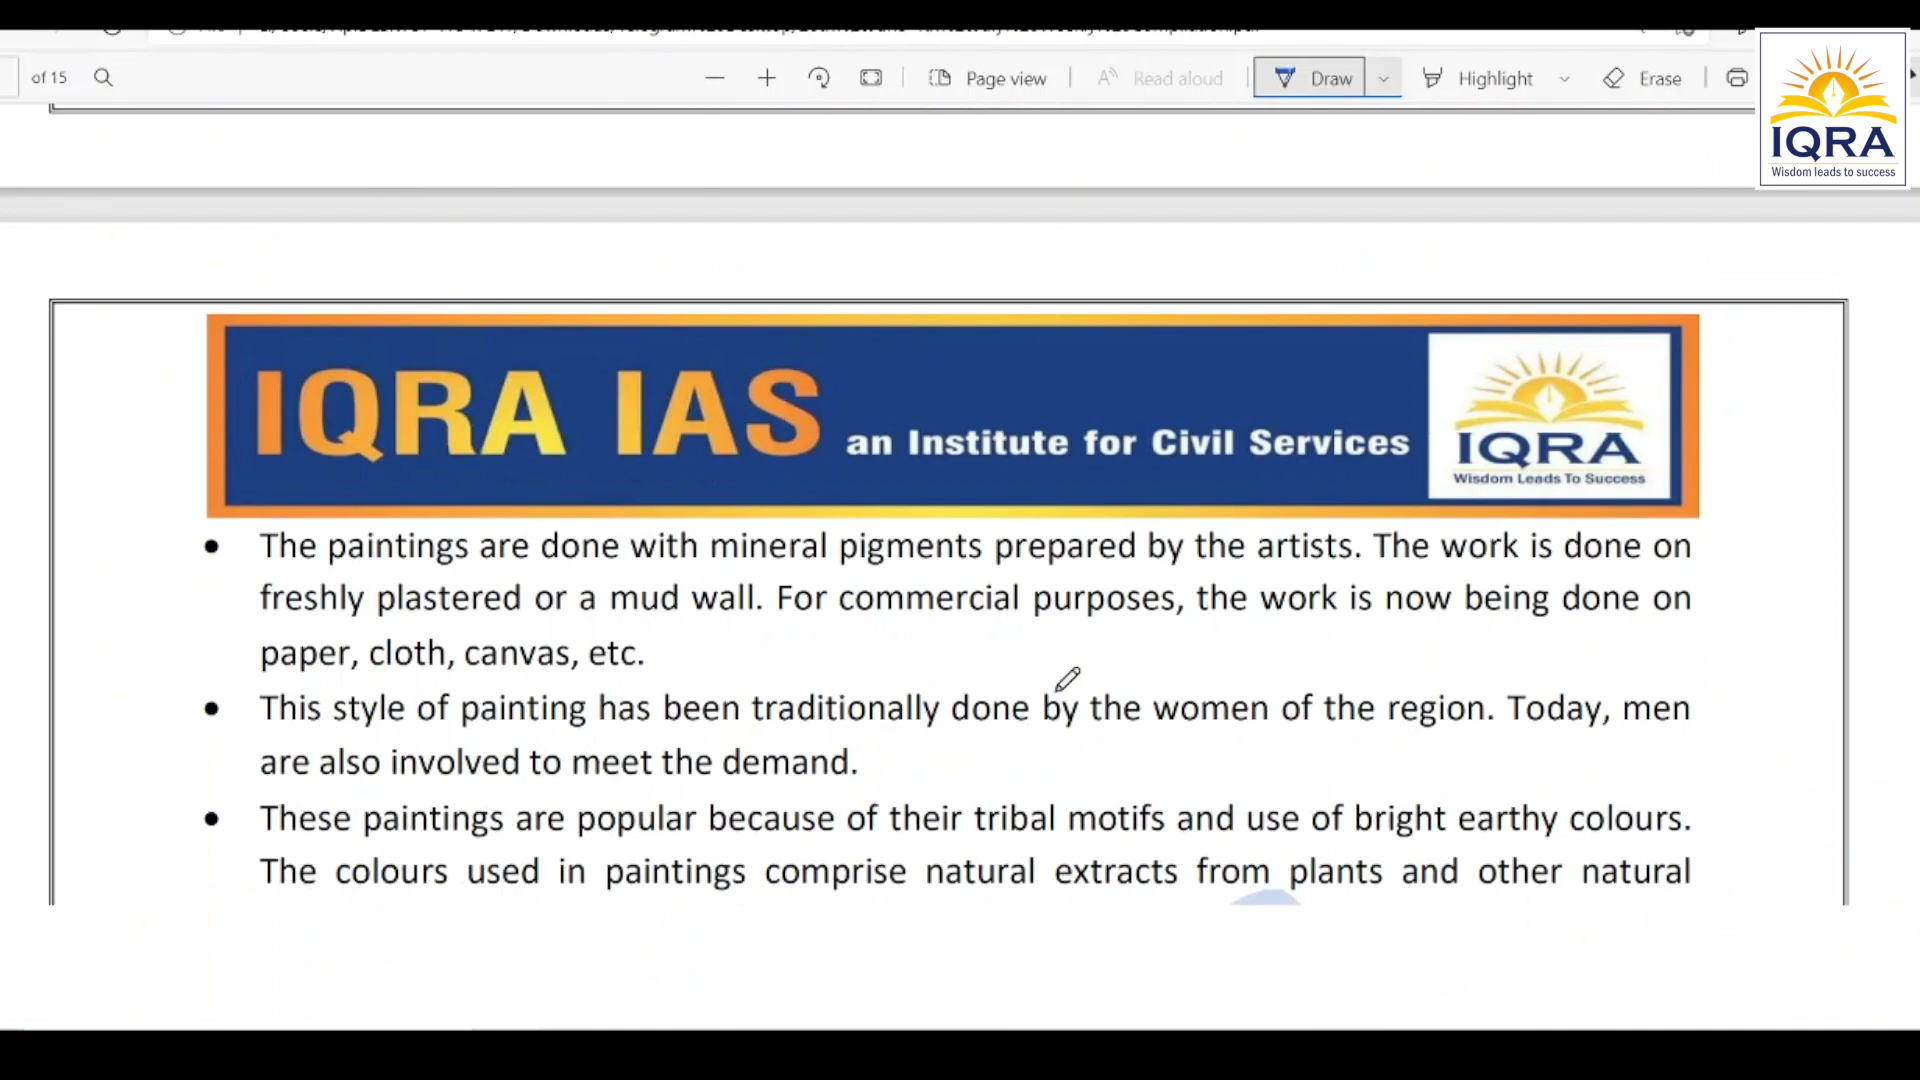 of 15
Page view
Read aloud
Draw
Highlight
Erase
IQRA
Wisdom leads to success
IQRA IAS an Institute for Civil Services
IQRA
Wisdom Leads To Success
• The paintings are done with mineral pigments prepared by the artists. The work is done on
freshly plastered or a mud wall. For commercial purposes, the work is now being done on
paper, cloth, canvas, etc.
• This style of painting has been traditionally done by the women of the region. Today, men
are also involved to meet the demand.
• These paintings are popular because of their tribal motifs and use of bright earthy colours.
The colours used in paintings comprise natural extracts from plants and other natural